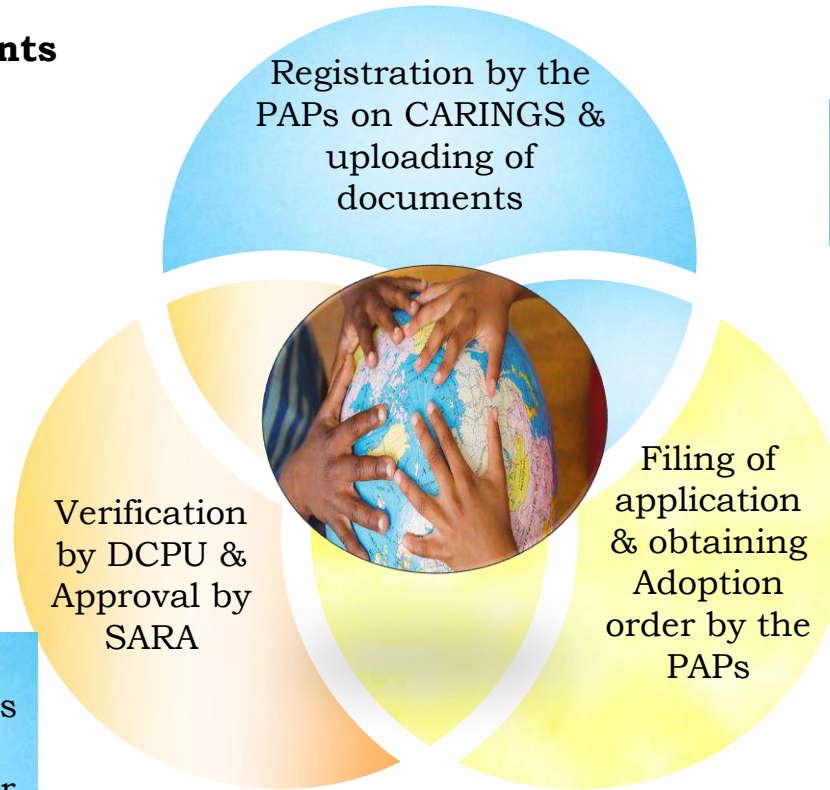 nts
Registration by the
PAPs on CARINGS &
uploading of
documents
Verification
by DCPU &
Approval by
SARA
Filing of
application
& obtaining
Adoption
order by the
PAPs
s
r